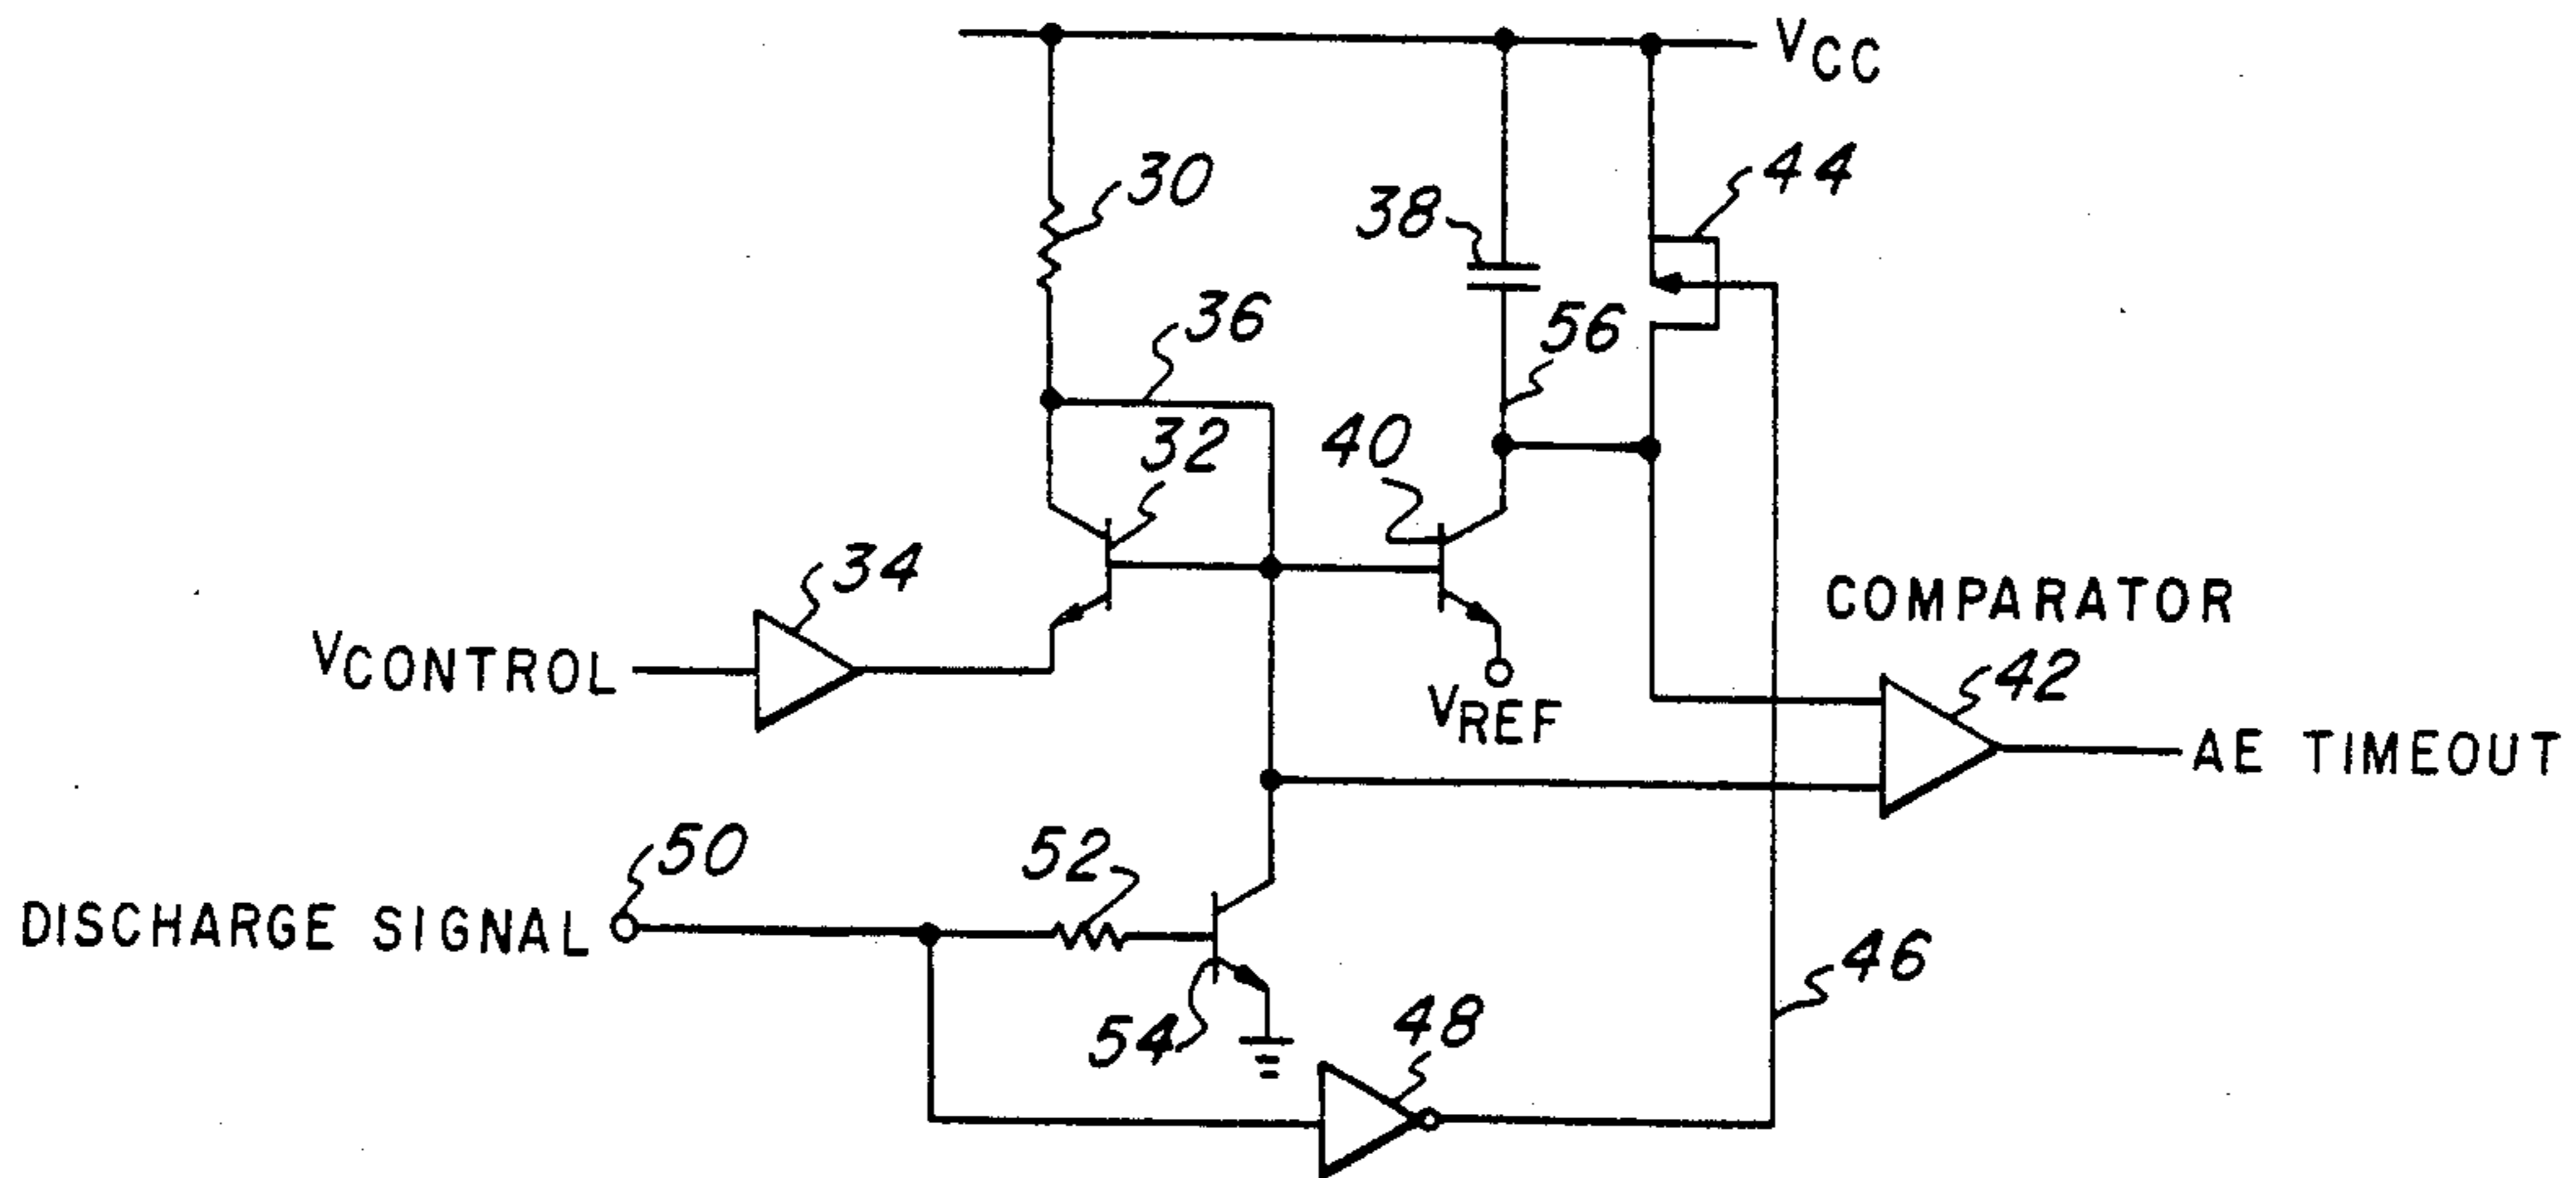 VCC
44
30
38
36
56
40
32
34
COMPARATOR
VCONTROL
42
VREF
AE TIMEOUT
50
52
DISCHARGE SIGNAL
46
48
54